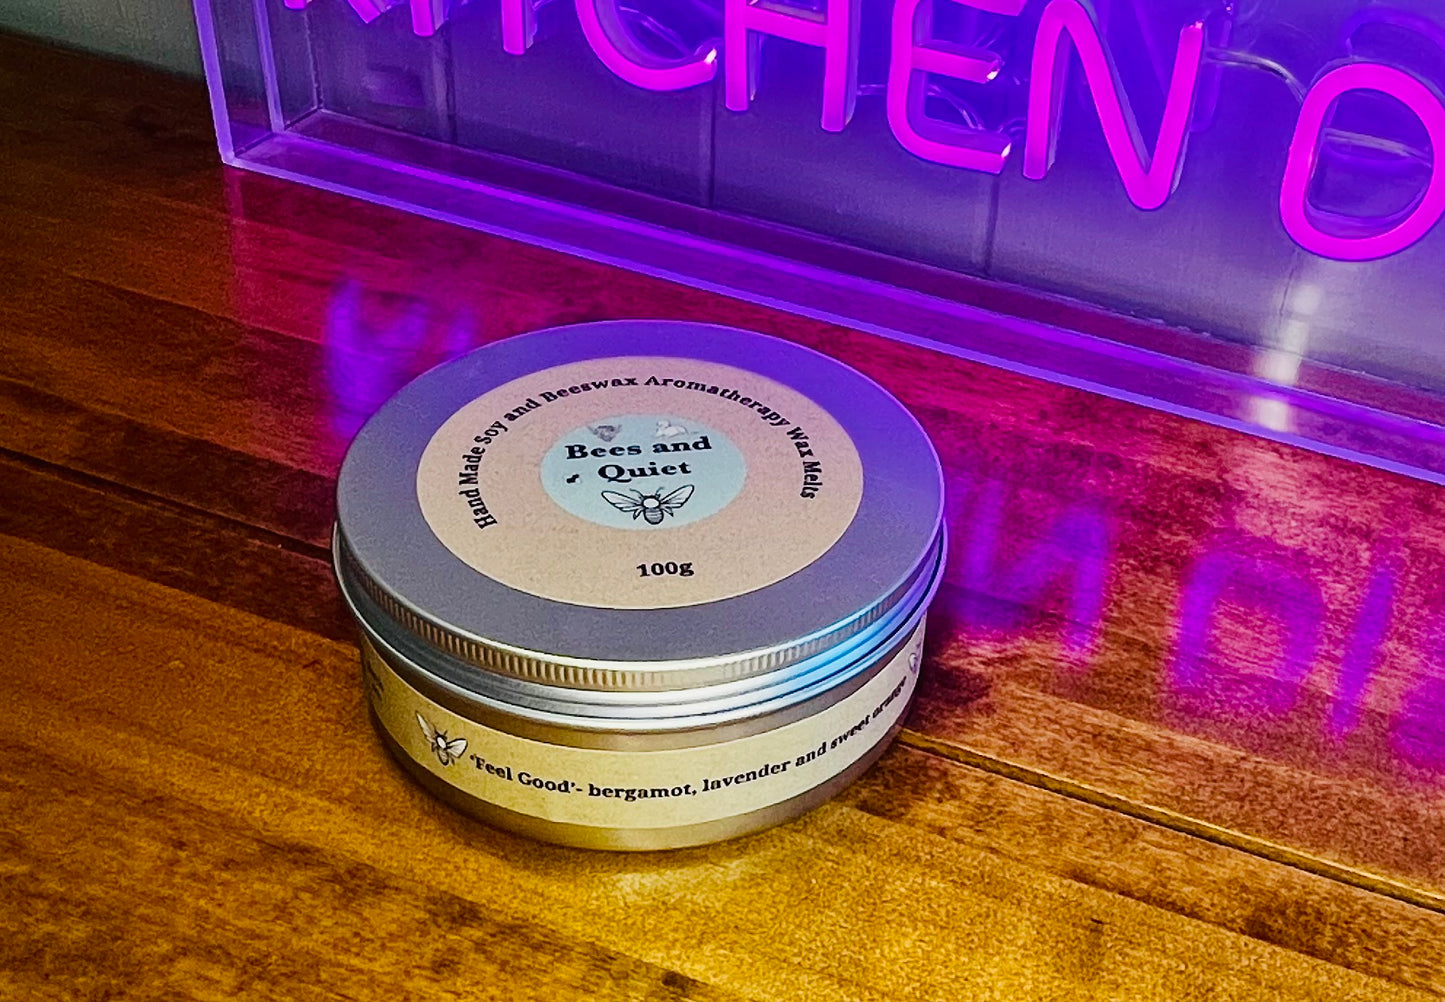 KITCHEN
Hand Made Soy and Beeswax Aromatherapy Wax Melts
Bees and
Quiet
100g
'Feel Good'- bergamot, lavender and sweet orange